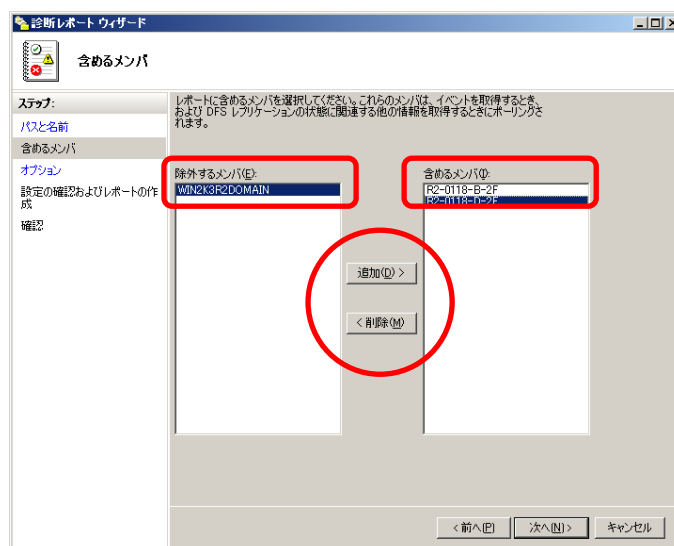 診断レポート ウィザード
含めるメンバ
ステップ:
パスと名前
含めるメンバ
オプション
設定の確認およびレポートの作
成
確認
レポートに含めるメンバを選択してください。これらのメンバは、イベントを取得するとき、
および DFS レプリケーションの状態に関連する他の情報を取得するときにポーリングさ
れます。
除外するメンバ(E):
WIN2K3R2DOMAIN
含めるメンバ(I):
R2-0118-B-2F
R2-0118-D-2F
追加(D) >
< 削除(M)
< 前へ(P)
次へ(N) >
キャンセル